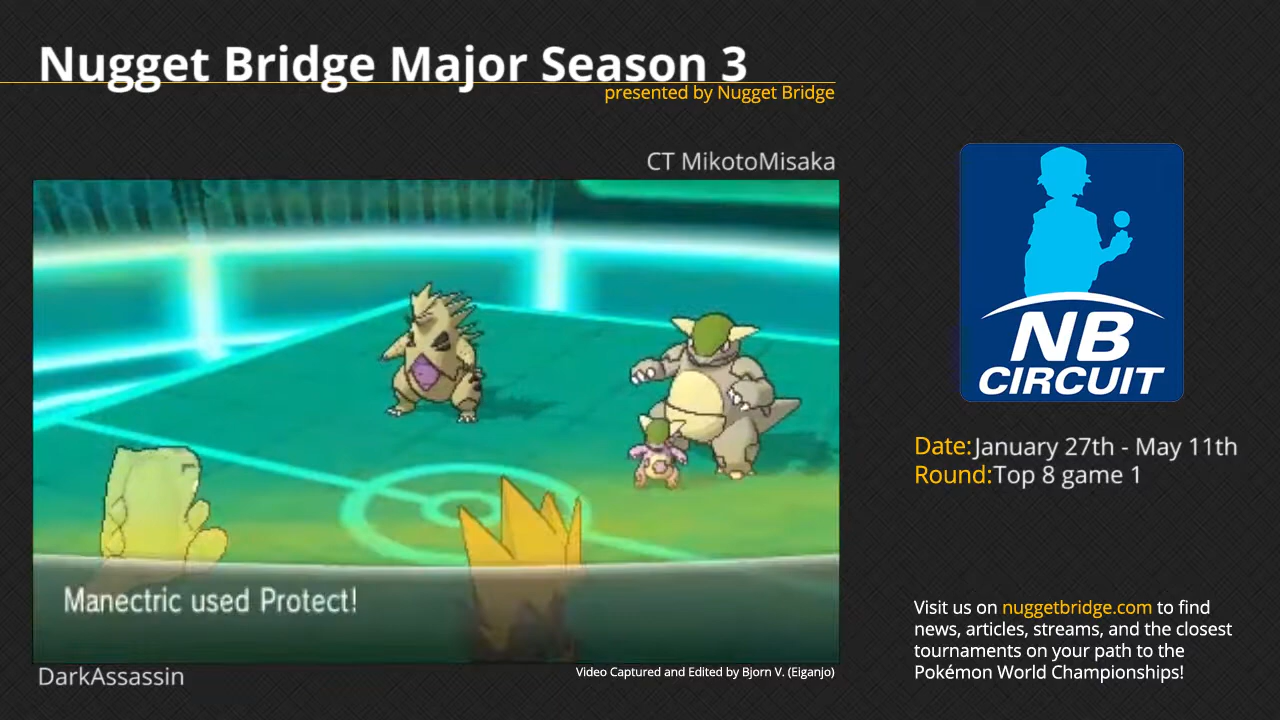 Nugget Bridge Major Season 3
presented by Nugget Bridge
CT MikotoMisaka
Manectric used Protect!
DarkAssassin
Video Captured and Edited by Bjorn V. (Eiganjo)
NB
CIRCUIT
Date:January 27th - May 11th
Round:Top 8 game 1
Visit us on nuggetbridge.com to find
news, articles, streams, and the closest
tournaments on your path to the
Pokémon World Championships!